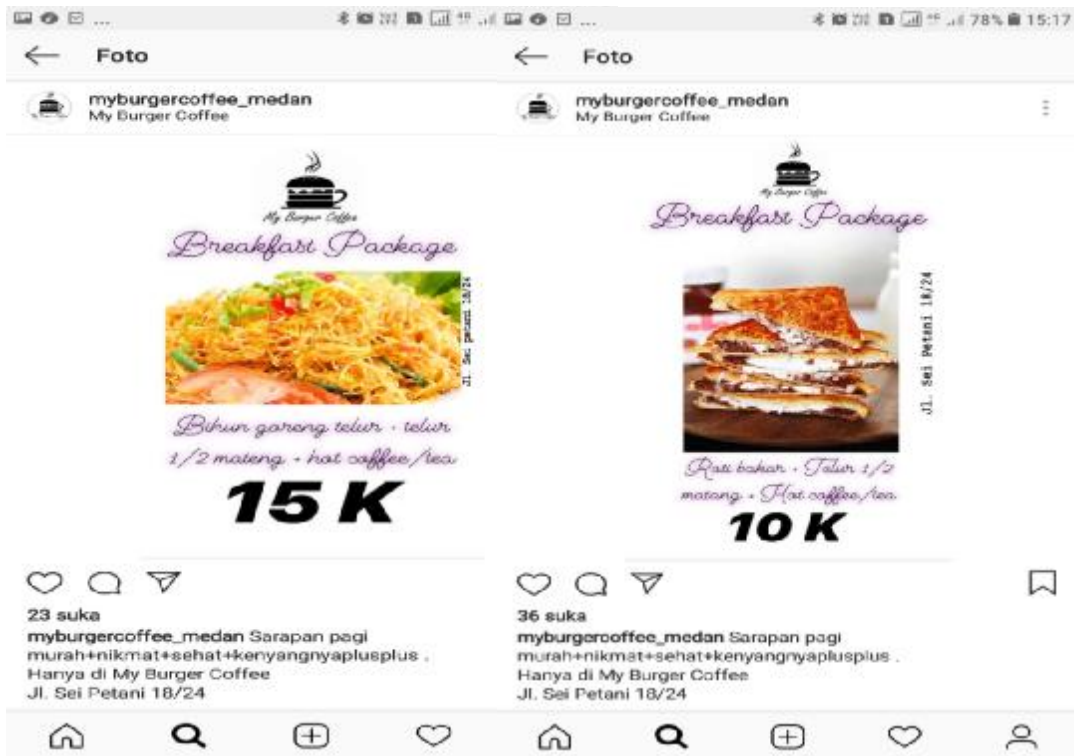 ...
Foto
myburgercoffee_medan
My Burger Coffee
My Burger Coffee
Breakfast Package
Jl. Sei petani 18/24
Bihun goreng telur + telur
1/2 mateng + hot coffee/tea
15 K
23 suka
myburgercoffee_medan Sarapan pagi
murah+nikmat+sehat+kenyangnyaplusplus .
Hanya di My Burger Coffee
Jl. Sei Petani 18/24
... 78% 15:17
Foto
myburgercoffee_medan
My Burger Coffee
My Burger Coffee
Breakfast Package
Jl. Sei Petani 18/24
Roti bakar + Telur 1/2
matang + Hot coffee/tea
10 K
36 suka
myburgercoffee_medan Sarapan pagi
murah+nikmat+sehat+kenyangnyaplusplus .
Hanya di My Burger Coffee
Jl. Sei Petani 18/24